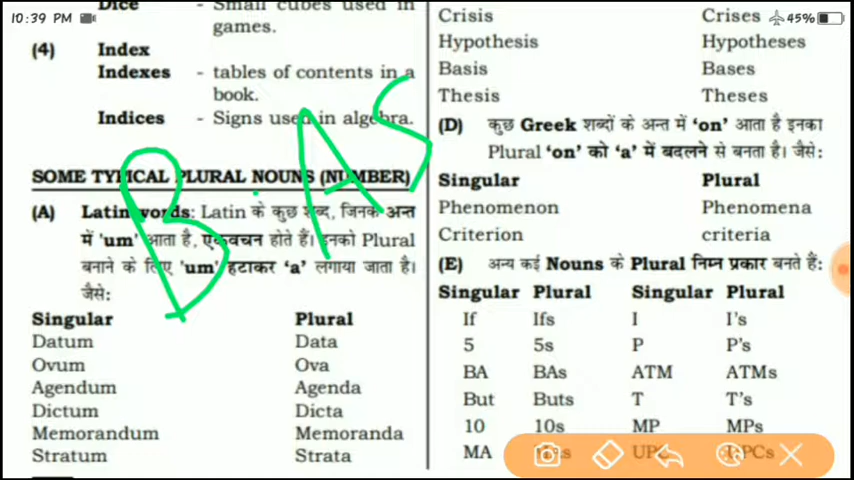 10:39 PM
45%
Dice - Small cubes used in
games.
(4) Index
Indexes - tables of contents in a
book.
Indices - Signs used in algebra.
SOME TYPICAL PLURAL NOUNS (NUMBER)
(A) Latin words: Latin के कुछ शब्द, जिनके अन्त
में 'um' आता है, एकवचन होते हैं। इनको Plural
बनाने के लिए 'um' हटाकर 'a' लगाया जाता है।
जैसे:
Singular Plural
Datum Data
Ovum Ova
Agendum Agenda
Dictum Dicta
Memorandum Memoranda
Stratum Strata
BAS
Crisis Crises
Hypothesis Hypotheses
Basis Bases
Thesis Theses
(D) कुछ Greek शब्दों के अन्त में 'on' आता है इनका
Plural 'on' को 'a' में बदलने से बनता है। जैसे:
Singular Plural
Phenomenon Phenomena
Criterion criteria
(E) अन्य कई Nouns के Plural निम्न प्रकार बनते हैं:
Singular Plural Singular Plural
If Ifs I I's
5 5s P P's
BA BAs ATM ATMs
But Buts T T's
10 10s MP MPs
MA UPC UPCs